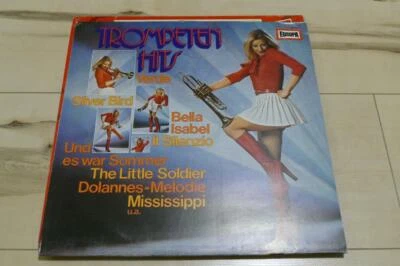 TROMPETEN
HITS
EUROPA
Verde
Silver Bird
Bella
Isabel
Il Silenzio
Und
es war Sommer
The Little Soldier
Dolannes-Melodie
Mississippi
u.a.